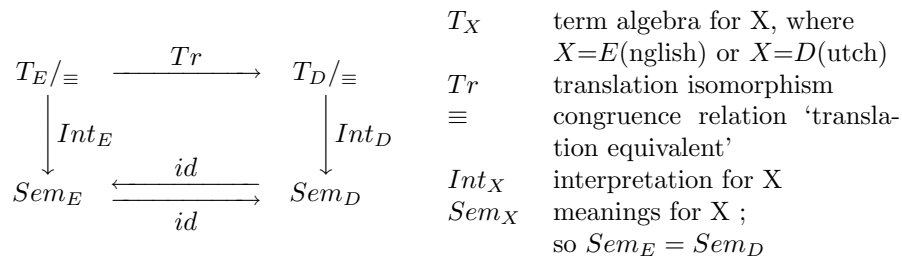 T_E/≡ Tr T_D/≡
Int_E Int_D
id
Sem_E Sem_D
id
T_X term algebra for X, where
X=E(nglish) or X=D(utch)
Tr translation isomorphism
≡ congruence relation ‘transla-
tion equivalent’
Int_X interpretation for X
Sem_X meanings for X ;
so Sem_E = Sem_D